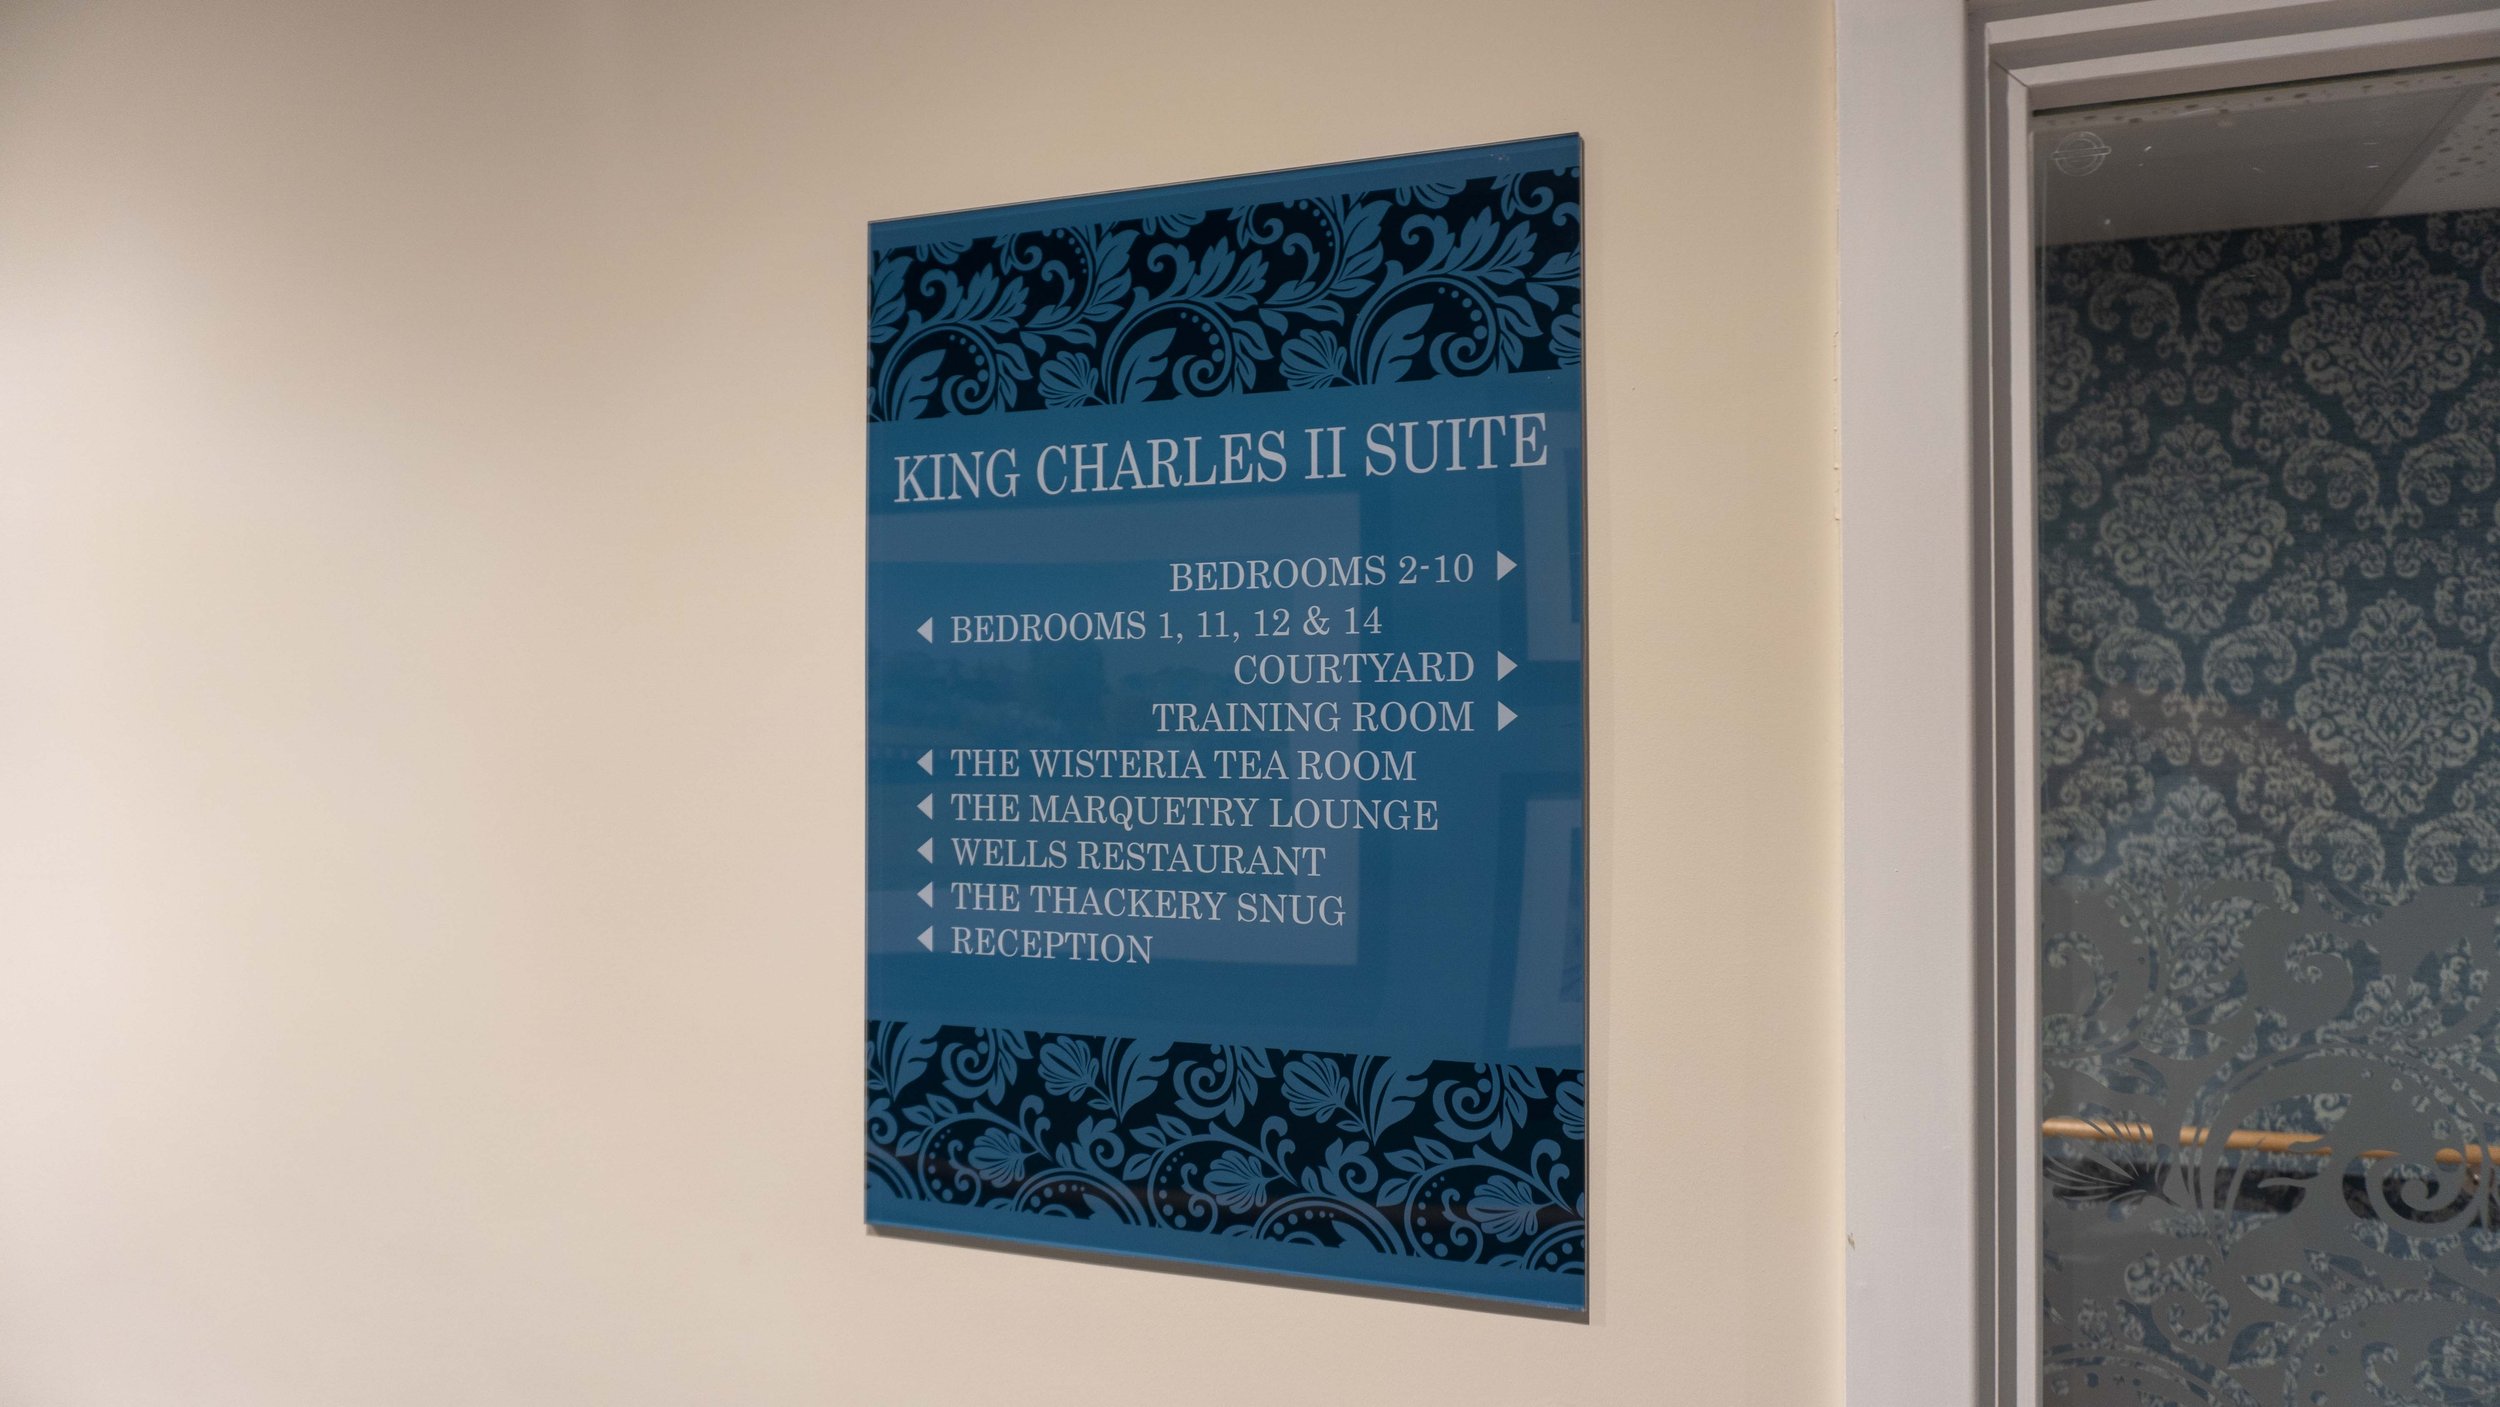 KING CHARLES II SUITE
BEDROOMS 2-10 ▶
◀ BEDROOMS 1, 11, 12 & 14
COURTYARD ▶
TRAINING ROOM ▶
◀ THE WISTERIA TEA ROOM
◀ THE MARQUETRY LOUNGE
◀ WELLS RESTAURANT
◀ THE THACKERY SNUG
◀ RECEPTION